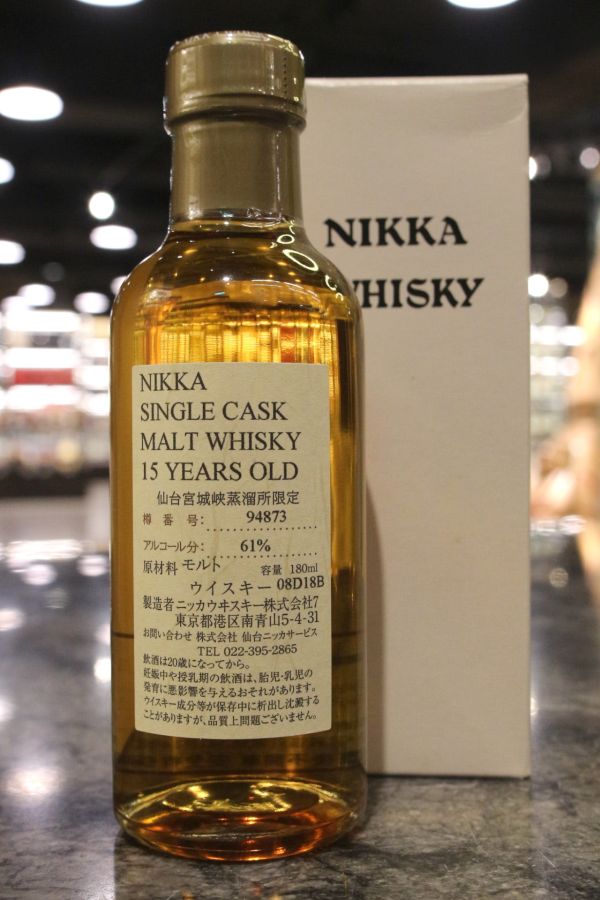 NIKKA
WHISKY
NIKKA
SINGLE CASK
MALT WHISKY
15 YEARS OLD
仙台宮城峡蒸溜所限定
樽番号: 94873
アルコール分: 61%
原材料 モルト 容量 180ml
ウイスキー 08D18B
製造者ニッカウヰスキー株式会社7
東京都港区南青山5-4-31
お問い合わせ 株式会社 仙台ニッカサービス
TEL 022-395-2865
飲酒は20歳になってから。
妊娠中や授乳期の飲酒は、胎児・乳児の
発育に悪影響を与えるおそれがあります。
ウイスキー成分等が保存中に析出し沈澱する
ことがありますが、品質上問題ございません。